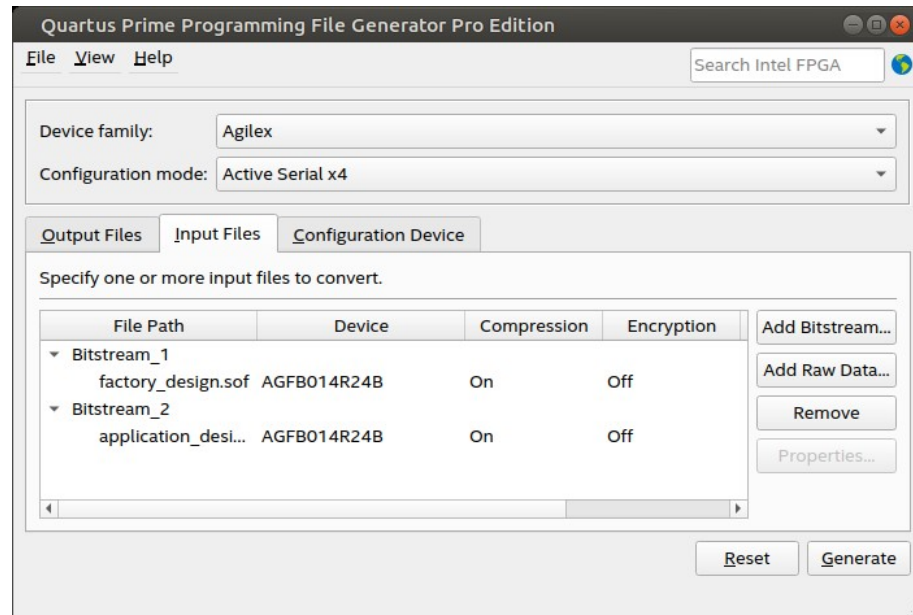 Quartus Prime Programming File Generator Pro Edition
File View Help
Search Intel FPGA
Device family: Agilex
Configuration mode: Active Serial x4
Output Files Input Files Configuration Device
Specify one or more input files to convert.
File Path Device Compression Encryption Add Bitstream...
Bitstream_1
Add Raw Data...
factory_design.sof AGFB014R24B On Off
Bitstream_2 Remove
application_desi... AGFB014R24B On Off
Properties...
Reset Generate